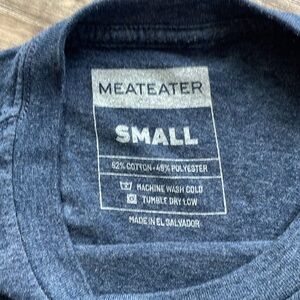 MEATEATER
SMALL
52% COTTON • 48% POLYESTER
MACHINE WASH COLD
TUMBLE DRY LOW
MADE IN EL SALVADOR